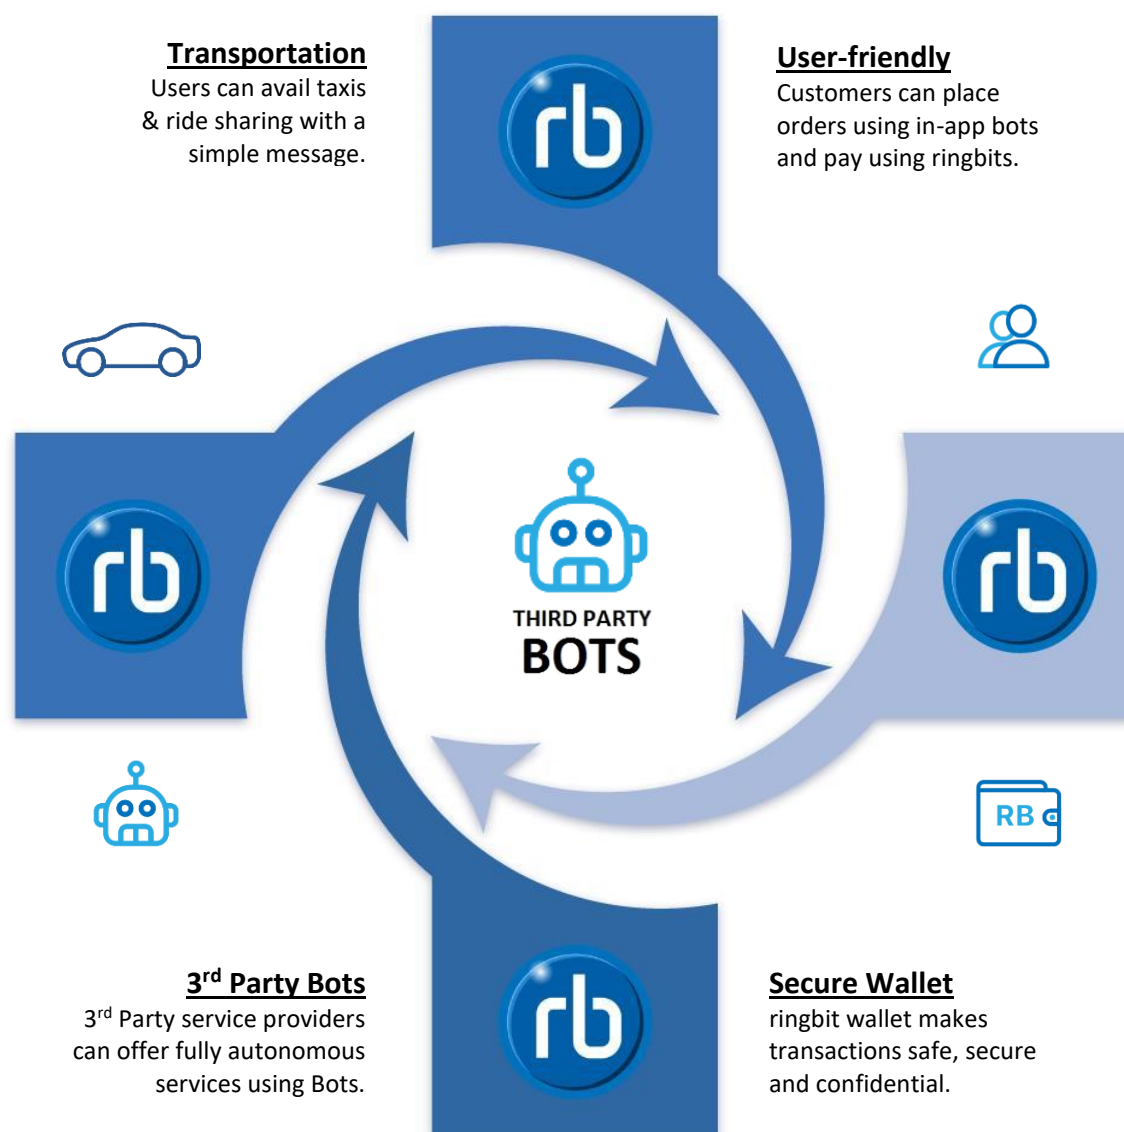 Transportation
Users can avail taxis
& ride sharing with a
simple message.
rb
User-friendly
Customers can place
orders using in-app bots
and pay using ringbits.
rb
THIRD PARTY
BOTS
rb
RB
3rd Party Bots
3rd Party service providers
can offer fully autonomous
services using Bots.
rb
Secure Wallet
ringbit wallet makes
transactions safe, secure
and confidential.